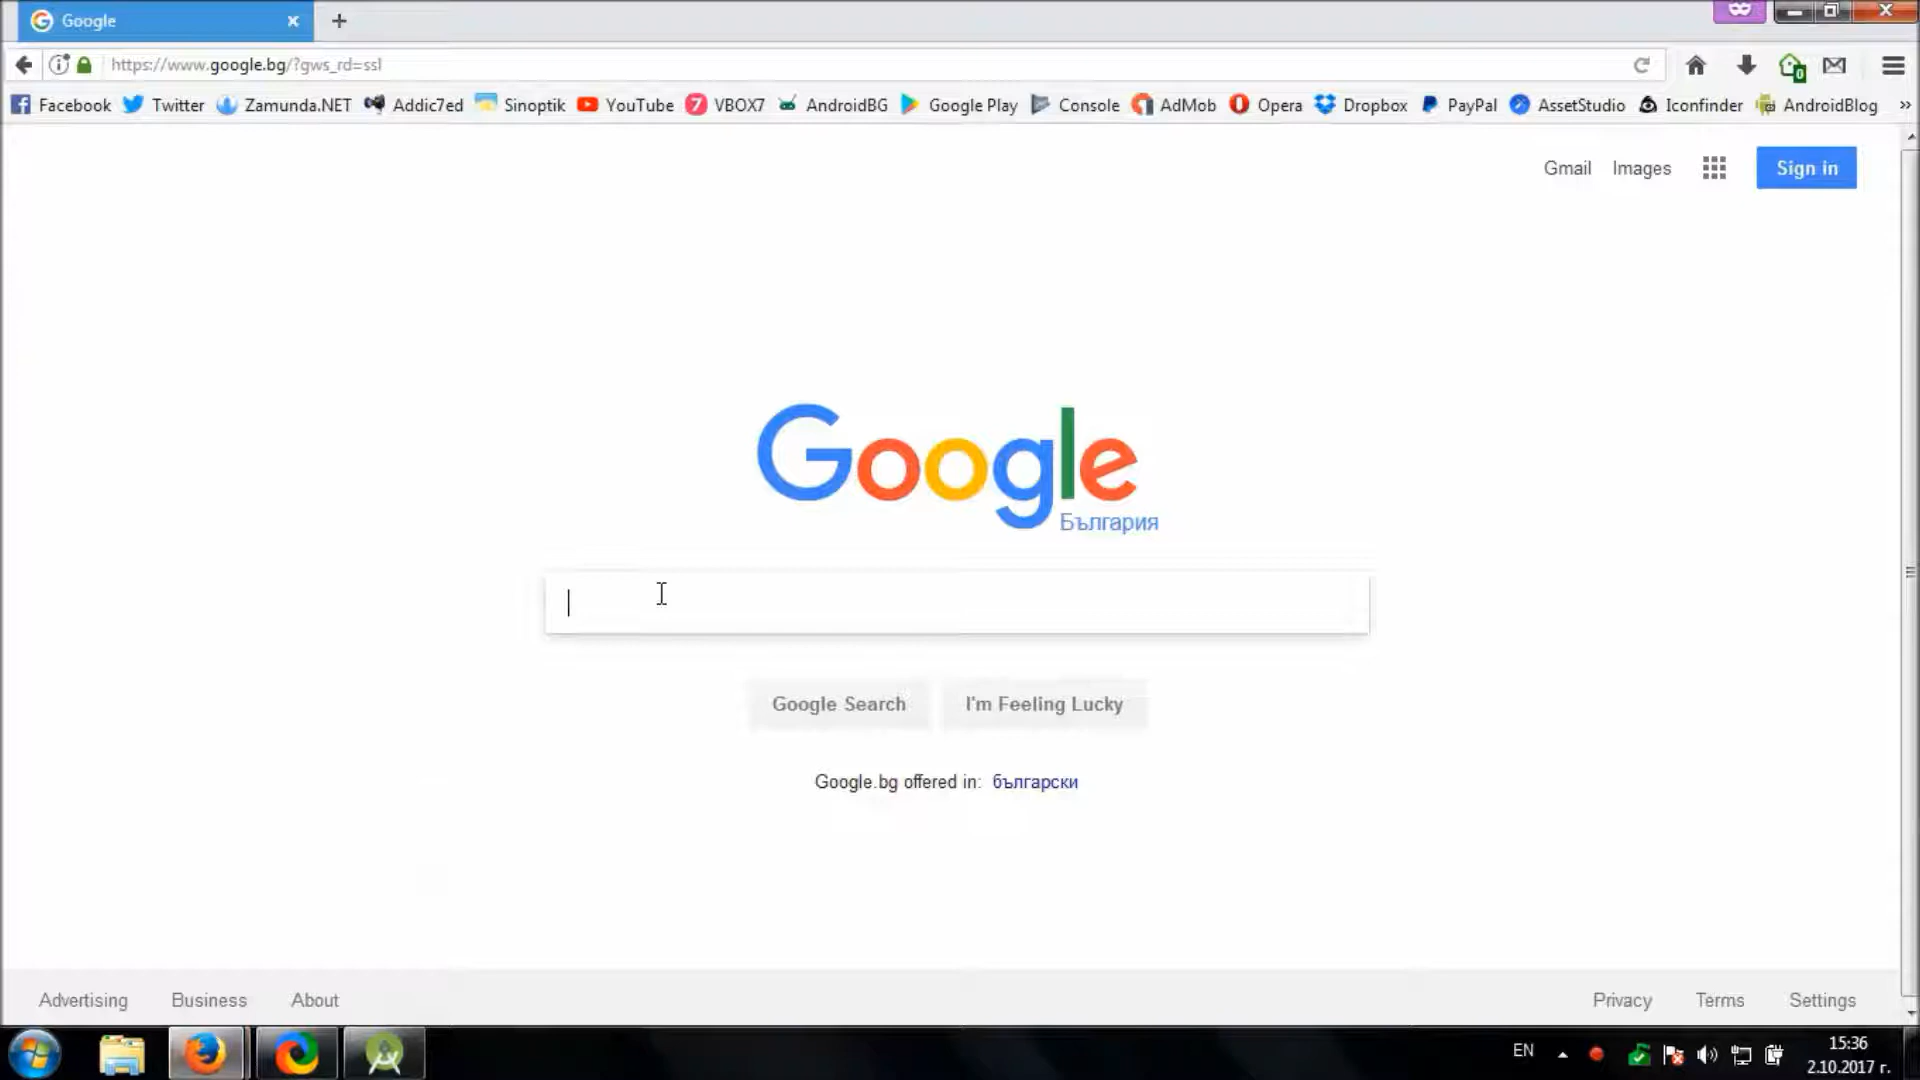 Google
https://www.google.bg/?gws_rd=ssl
Facebook Twitter Zamunda.NET Addic7ed Sinoptik YouTube VBOX7 AndroidBG Google Play Console AdMob Opera Dropbox PayPal AssetStudio Iconfinder AndroidBlog
Gmail Images Sign in
Google
България
Google Search I'm Feeling Lucky
Google.bg offered in: български
Advertising Business About Privacy Terms Settings
EN 15:36
2.10.2017 г.